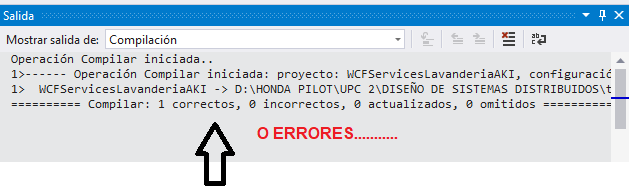 Salida
Mostrar salida de: Compilación
Operación Compilar iniciada..
1>------ Operación Compilar iniciada: proyecto: WCFServicesLavanderiaAKI, configuració
1>  WCFServicesLavanderiaAKI -> D:\HONDA PILOT\UPC 2\DISEÑO DE SISTEMAS DISTRIBUIDOS\t
========== Compilar: 1 correctos, 0 incorrectos, 0 actualizados, 0 omitidos ==========
O ERRORES...........